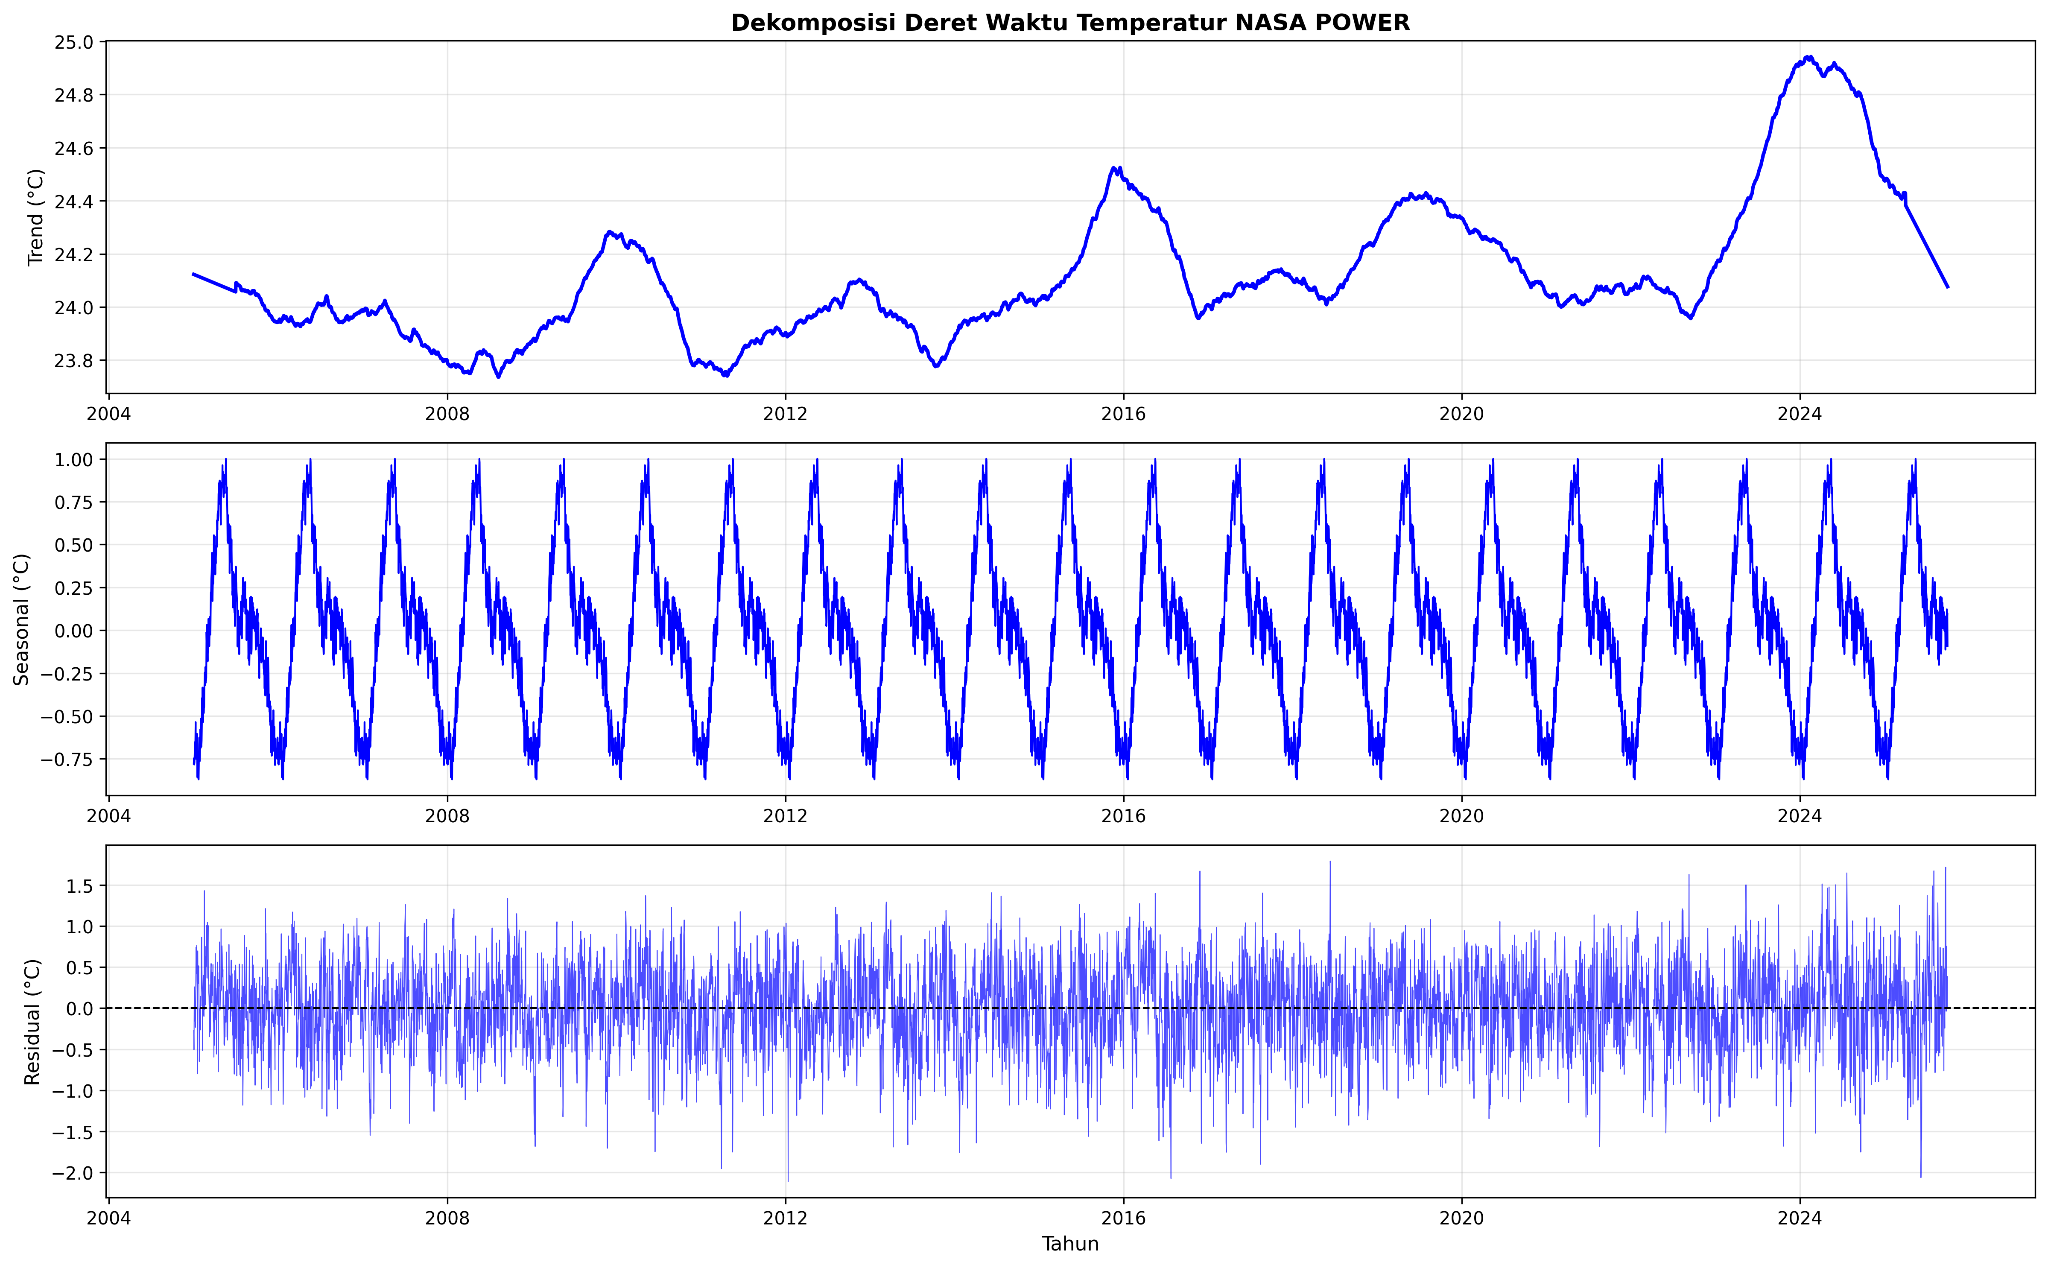 Dekomposisi Deret Waktu Temperatur NASA POWER
Trend (°C)
25.0
24.8
24.6
24.4
24.2
24.0
23.8
2004 2008 2012 2016 2020 2024
Seasonal (°C)
1.00
0.75
0.50
0.25
0.00
−0.25
−0.50
−0.75
2004 2008 2012 2016 2020 2024
Residual (°C)
1.5
1.0
0.5
0.0
−0.5
−1.0
−1.5
−2.0
2004 2008 2012 2016 2020 2024
Tahun